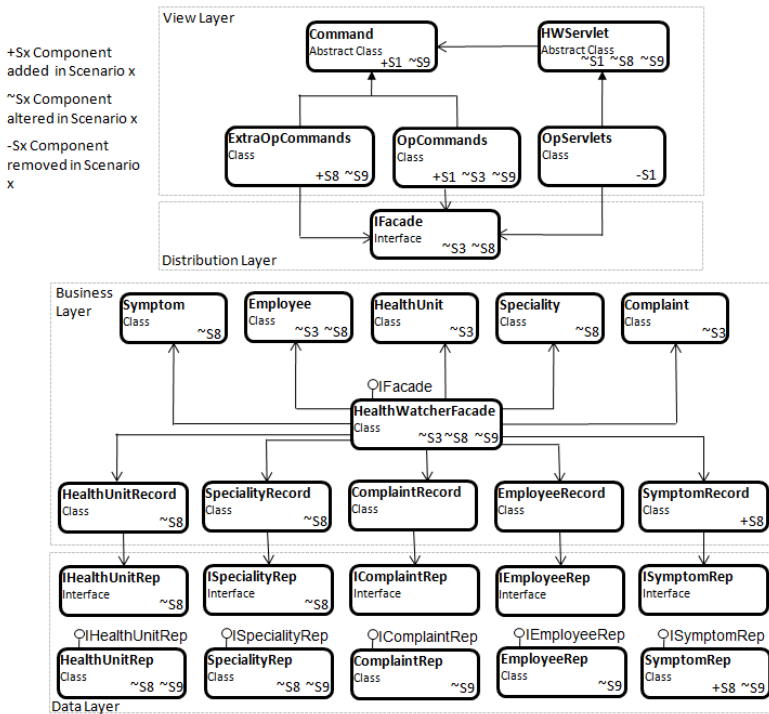 View Layer
+Sx Component
added in Scenario x
~Sx Component
altered in Scenario x
-Sx Component
removed in Scenario
x
Command
Abstract Class
+S1 ~S9
HWServlet
Abstract Class
~S1 ~S8 ~S9
ExtraOpCommands
Class
+S8 ~S9
OpCommands
Class
+S1 ~S3 ~S9
OpServlets
Class
-S1
IFacade
Interface
~S3 ~S8
Distribution Layer
Business
Layer
Symptom
Class
~S8
Employee
Class
~S3 ~S8
HealthUnit
Class
~S3
Speciality
Class
~S8
Complaint
Class
~S3
IFacade
HealthWatcherFacade
Class
~S3 ~S8 ~S9
HealthUnitRecord
Class
~S8
SpecialityRecord
Class
~S8
ComplaintRecord
Class
EmployeeRecord
Class
SymptomRecord
Class
+S8
IHealthUnitRep
Interface
~S8
ISpecialityRep
Interface
~S8
IComplaintRep
Interface
IEmployeeRep
Interface
ISymptomRep
Interface
IHealthUnitRep
HealthUnitRep
Class
~S8 ~S9
ISpecialityRep
SpecialityRep
Class
~S8 ~S9
IComplaintRep
ComplaintRep
Class
~S9
IEmployeeRep
EmployeeRep
Class
~S9
ISymptomRep
SymptomRep
Class
+S8 ~S9
Data Layer